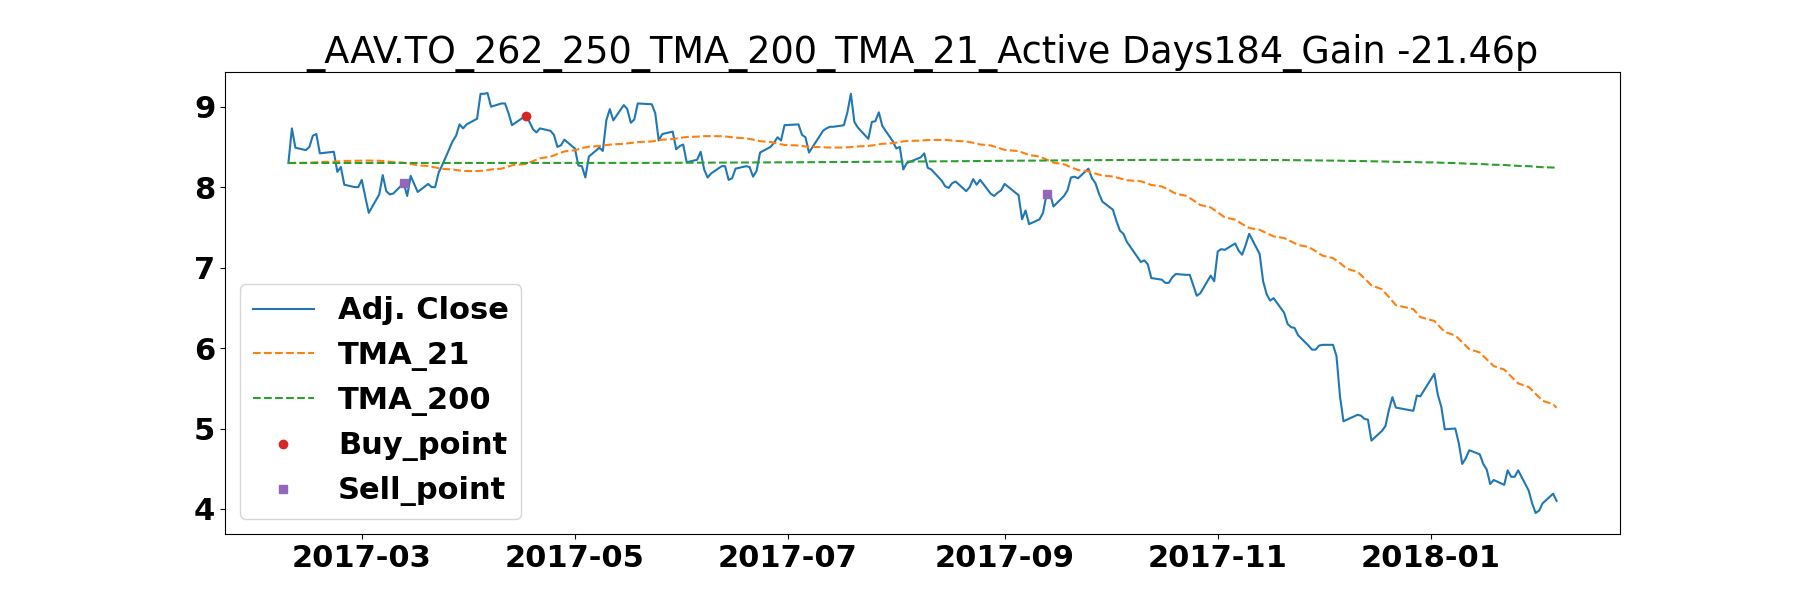 _AAV.TO_262_250_TMA_200_TMA_21_Active Days184_Gain -21.46p
9
8
7
6
5
4
Adj. Close
TMA_21
TMA_200
Buy_point
Sell_point
2017-03 2017-05 2017-07 2017-09 2017-11 2018-01